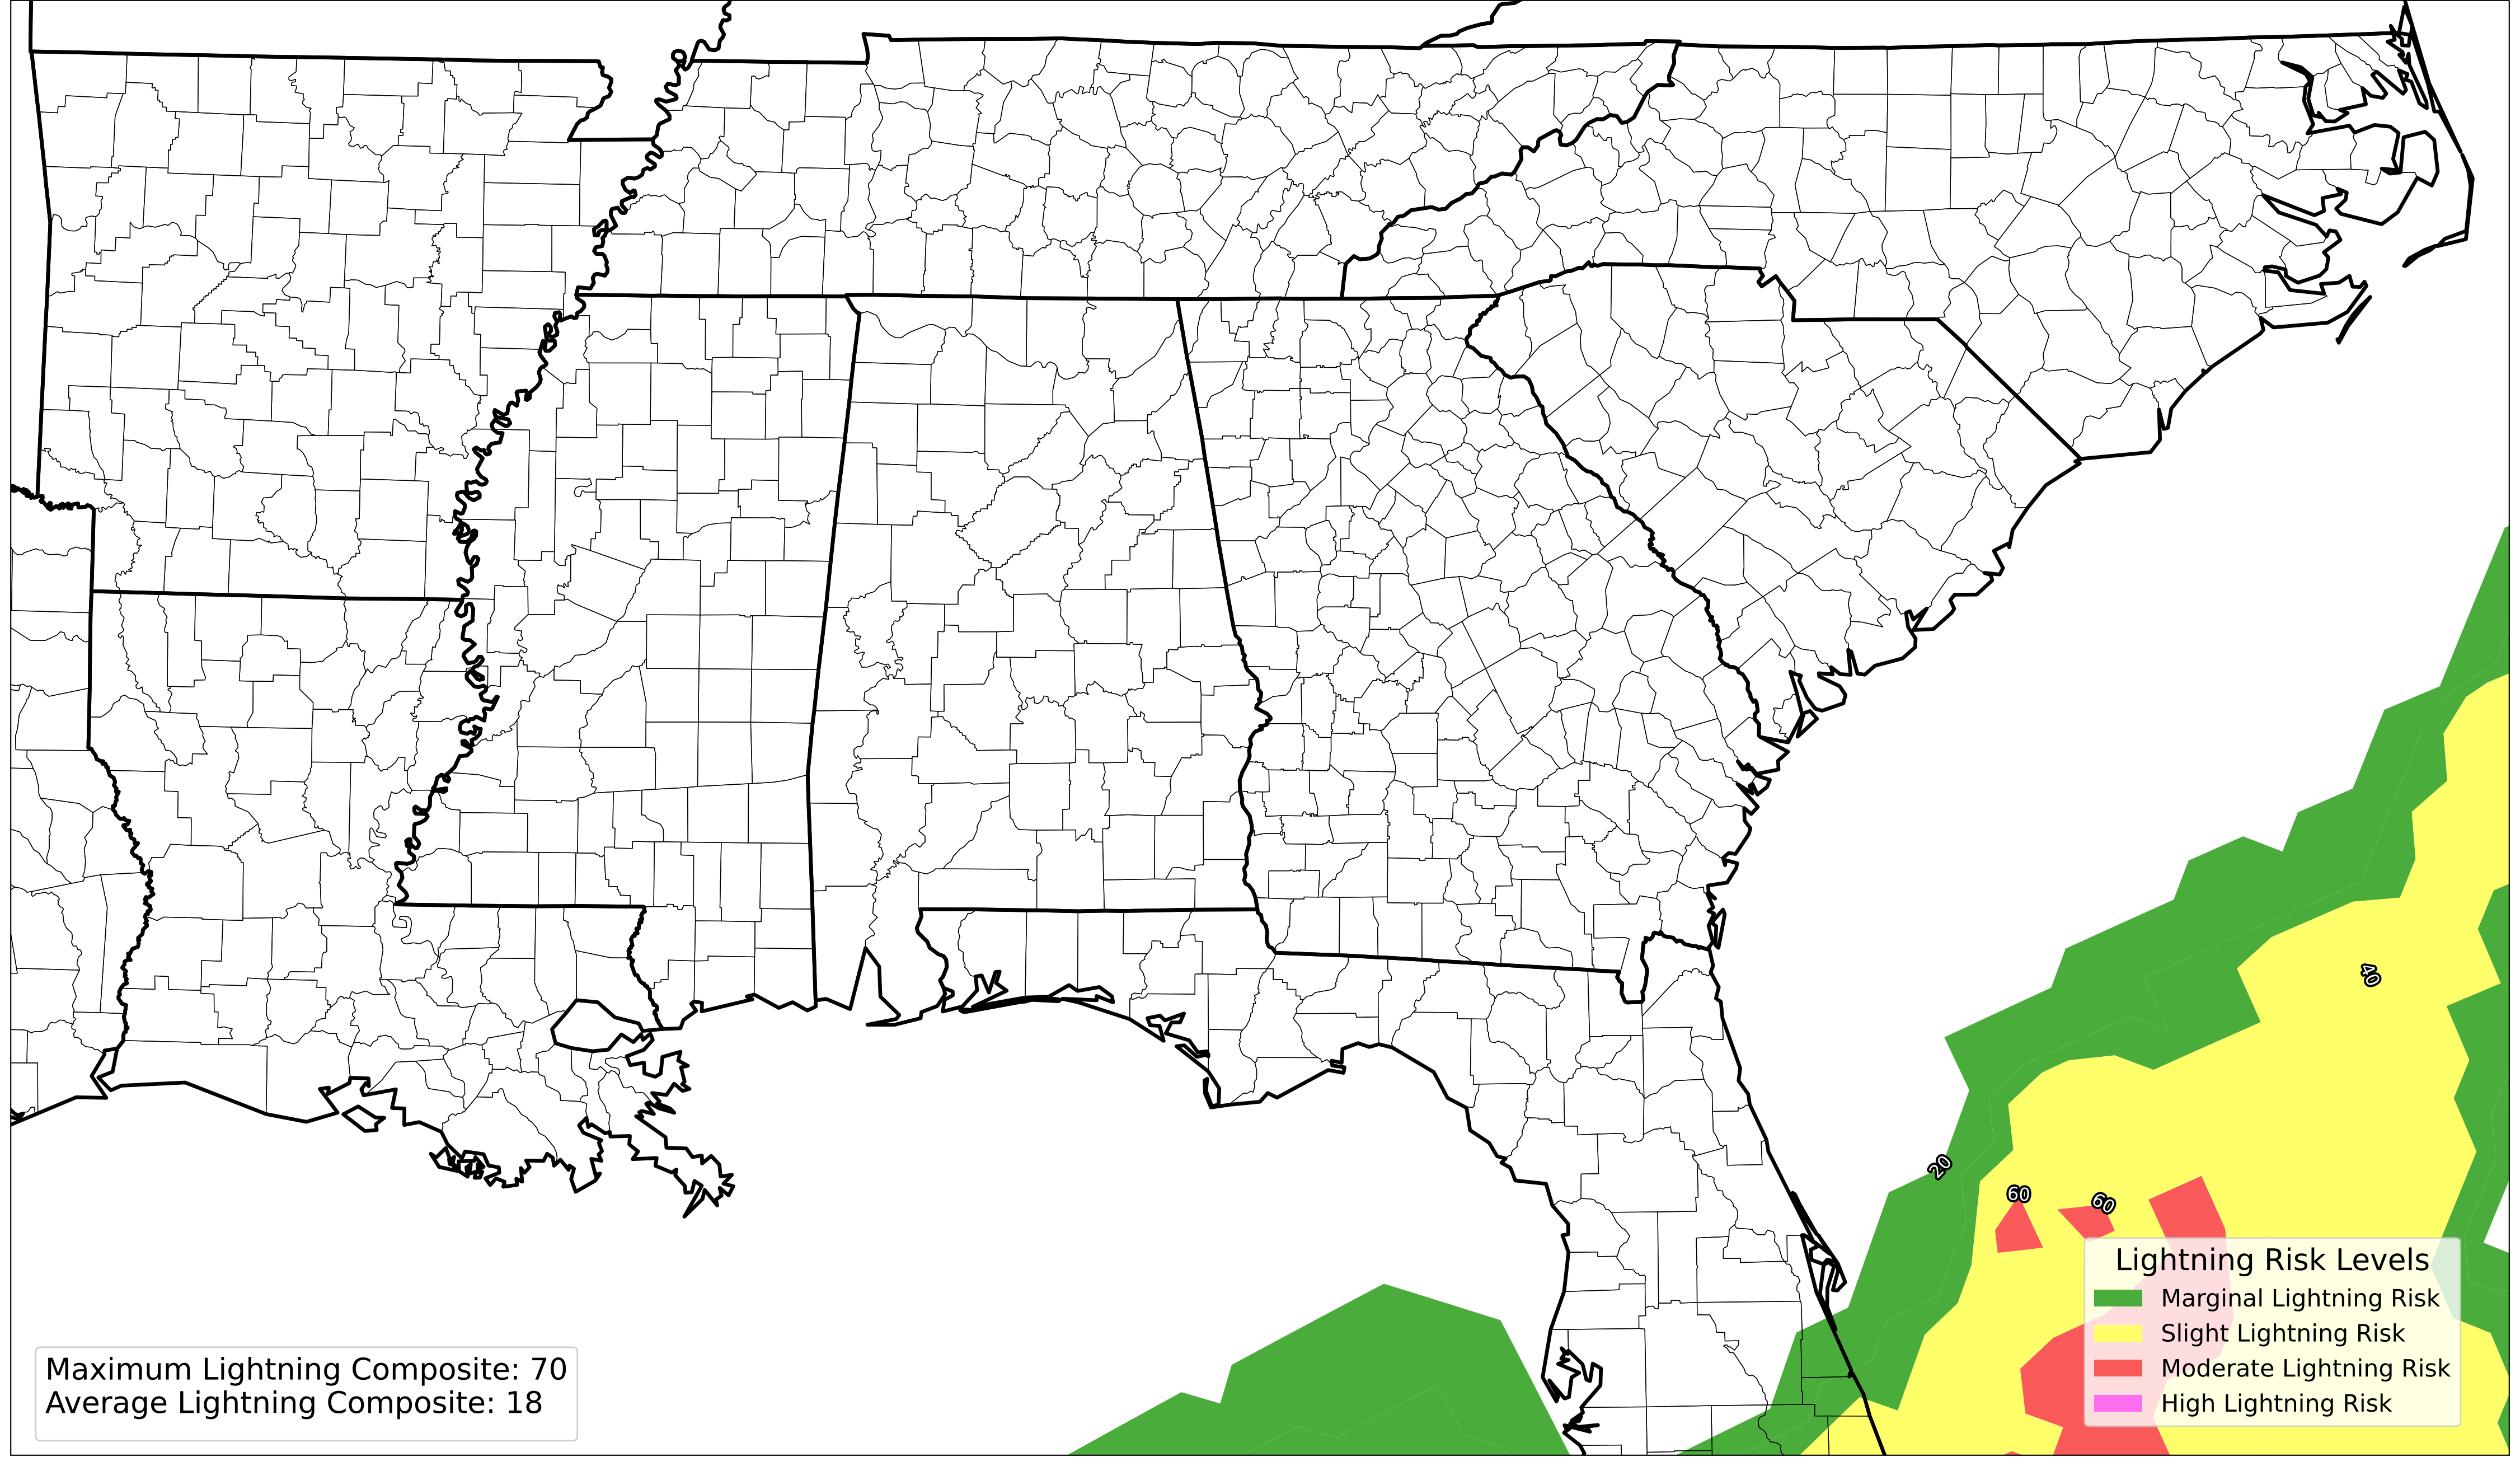 40
20
60
60
Lightning Risk Levels
Marginal Lightning Risk
Slight Lightning Risk
Moderate Lightning Risk
High Lightning Risk
Maximum Lightning Composite: 70
Average Lightning Composite: 18